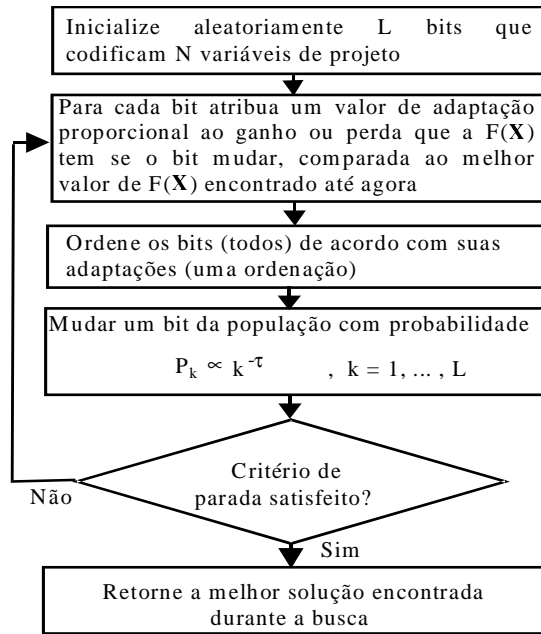 Inicialize aleatoriamente L bits que
codificam N variáveis de projeto
Para cada bit atribua um valor de adaptação
proporcional ao ganho ou perda que a F(X)
tem se o bit mudar, comparada ao melhor
valor de F(X) encontrado até agora
Ordene os bits (todos) de acordo com suas
adaptações (uma ordenação)
Mudar um bit da população com probabilidade
Pₖ ∝ k^-τ , k = 1, ... , L
Critério de
parada satisfeito?
Não
Sim
Retorne a melhor solução encontrada
durante a busca